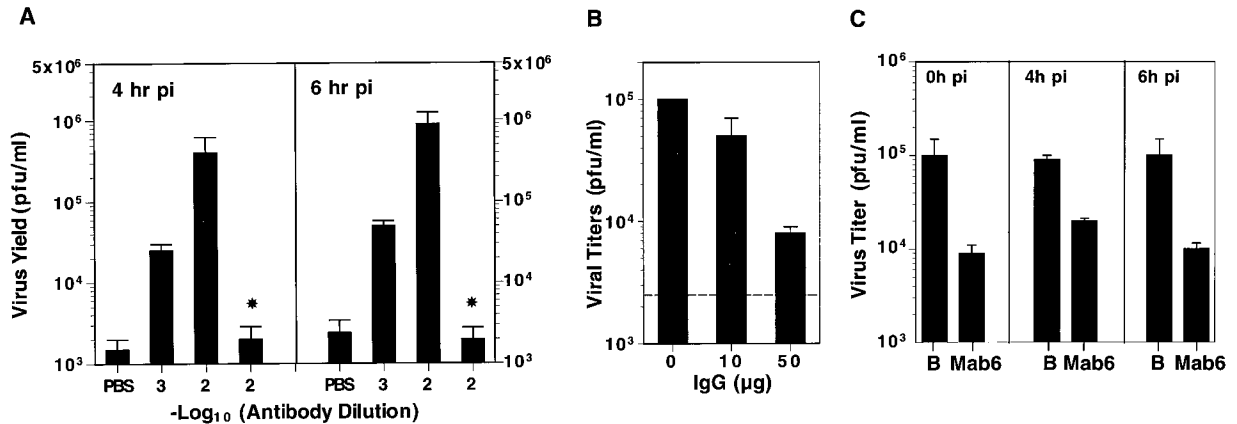 A
Virus Yield (pfu/ml)
5x10⁶
10⁶
10⁵
10⁴
10³
4 hr pi
6 hr pi
*
*
5x10⁶
10⁶
10⁵
10⁴
10³
PBS 3 2 2 PBS 3 2 2
-Log₁₀ (Antibody Dilution)
B
Viral Titers (pfu/ml)
10⁵
10⁴
10³
0 10 50
IgG (µg)
C
Virus Titer (pfu/ml)
10⁶
10⁵
10⁴
10³
0h pi 4h pi 6h pi
B Mab6 B Mab6 B Mab6